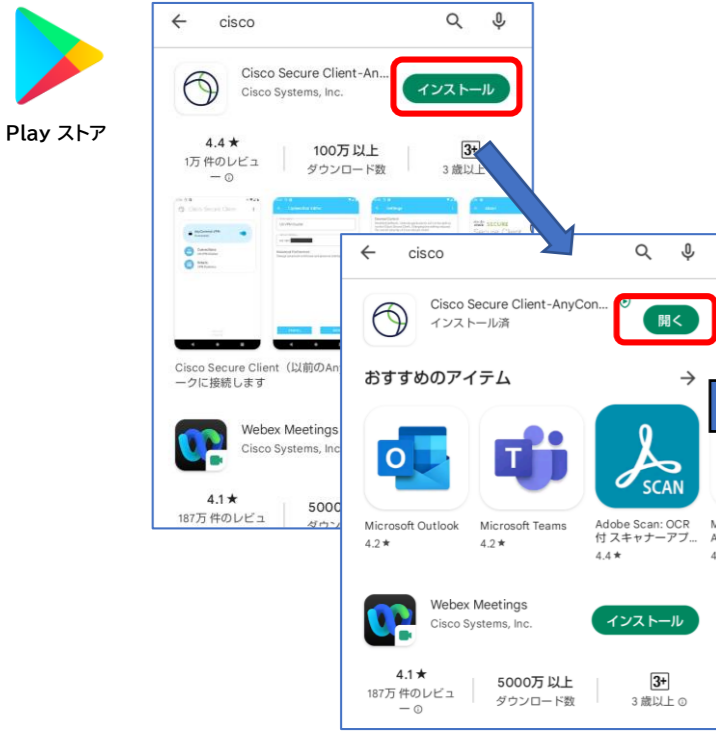 Play ストア
cisco
Cisco Secure Client-An...
Cisco Systems, Inc.
インストール
4.4★
1万 件のレビュ
ー
100万 以上
ダウンロード数
3+
3 歳以上
Settings
Cisco Secure Client（以前のAn
ークに接続します
Webex Meetings
Cisco Systems, Inc
4.1★
187万 件のレビュ
5000
ダウン
cisco
Cisco Secure Client-AnyCon...
インストール済
開く
おすすめのアイテム
SCAN
Microsoft Outlook
4.2★
Microsoft Teams
4.2★
Adobe Scan: OCR
付 スキャナーアプ...
4.4★
Webex Meetings
Cisco Systems, Inc.
インストール
4.1★
187万 件のレビュ
ー
5000万 以上
ダウンロード数
3+
3 歳以上